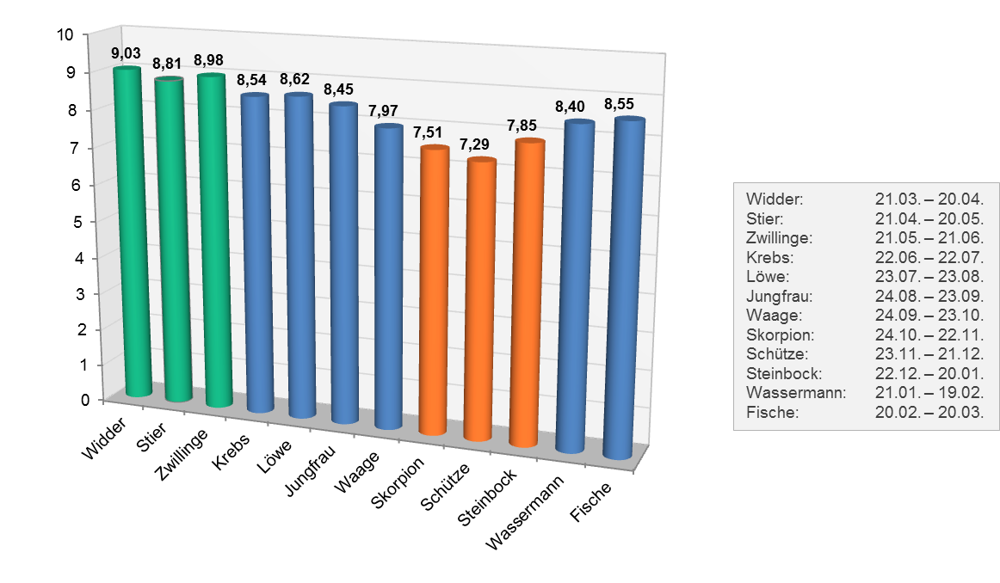 10
9
8
7
6
5
4
3
2
1
0
9,03
8,81
8,98
8,54
8,62
8,45
7,97
7,51
7,29
7,85
8,40
8,55
Widder
Stier
Zwillinge
Krebs
Löwe
Jungfrau
Waage
Skorpion
Schütze
Steinbock
Wassermann
Fische
Widder: 21.03. – 20.04.
Stier: 21.04. – 20.05.
Zwillinge: 21.05. – 21.06.
Krebs: 22.06. – 22.07.
Löwe: 23.07. – 23.08.
Jungfrau: 24.08. – 23.09.
Waage: 24.09. – 23.10.
Skorpion: 24.10. – 22.11.
Schütze: 23.11. – 21.12.
Steinbock: 22.12. – 20.01.
Wassermann: 21.01. – 19.02.
Fische: 20.02. – 20.03.